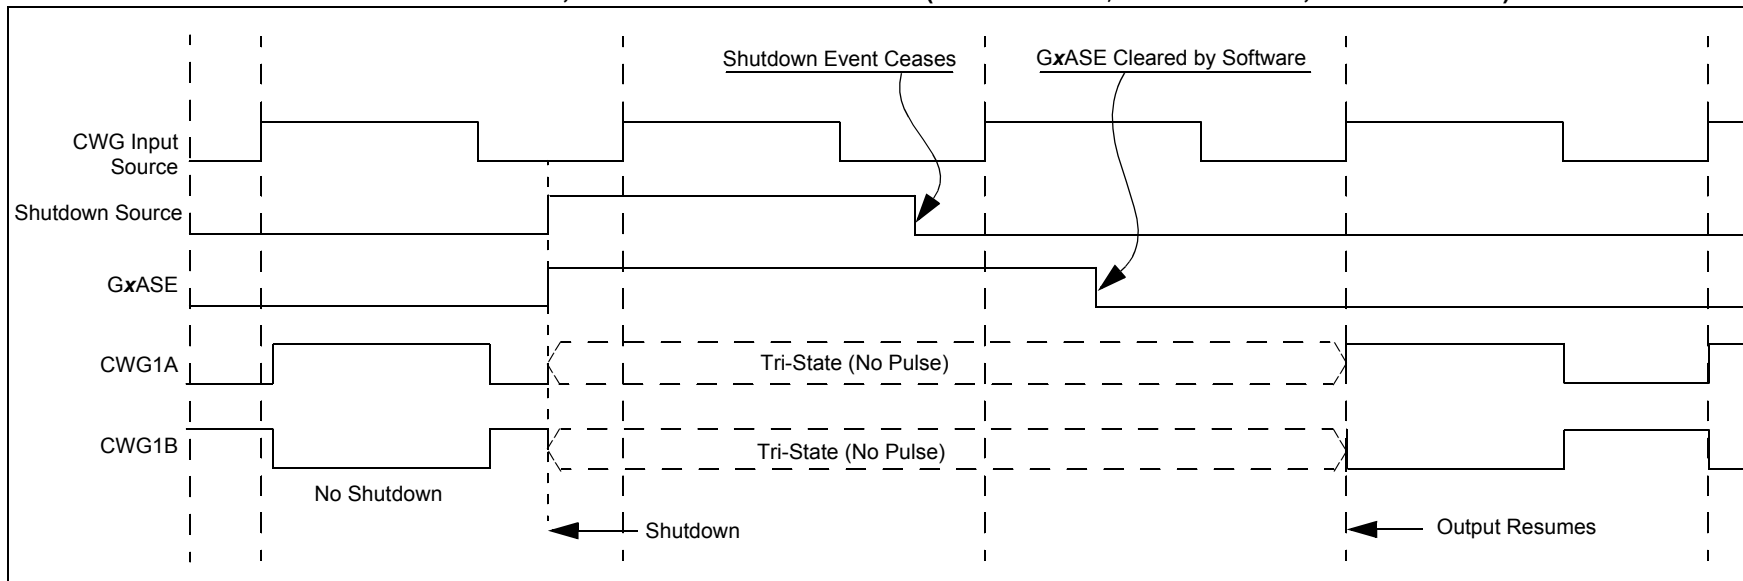 Shutdown Event Ceases
GxASE Cleared by Software
CWG Input
Source
Shutdown Source
GxASE
CWG1A
Tri-State (No Pulse)
CWG1B
Tri-State (No Pulse)
No Shutdown
Shutdown
Output Resumes